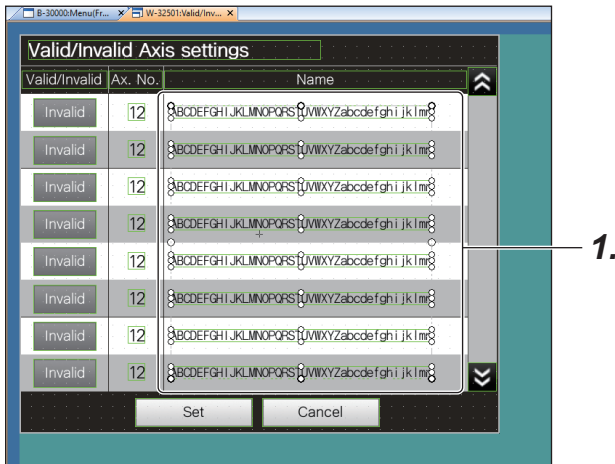 B-30000:Menu(Fr... W-32501:Valid/Inv...
Valid/Invalid Axis settings
Valid/Invalid Ax. No. Name
Invalid 12 ABCDEFGHIJKLMNOPQRSTUVWXYZabcdefghijklmn
Invalid 12 ABCDEFGHIJKLMNOPQRSTUVWXYZabcdefghijklmn
Invalid 12 ABCDEFGHIJKLMNOPQRSTUVWXYZabcdefghijklmn
Invalid 12 ABCDEFGHIJKLMNOPQRSTUVWXYZabcdefghijklmn
Invalid 12 ABCDEFGHIJKLMNOPQRSTUVWXYZabcdefghijklmn
Invalid 12 ABCDEFGHIJKLMNOPQRSTUVWXYZabcdefghijklmn
Invalid 12 ABCDEFGHIJKLMNOPQRSTUVWXYZabcdefghijklmn
Invalid 12 ABCDEFGHIJKLMNOPQRSTUVWXYZabcdefghijklmn
Set Cancel
1.